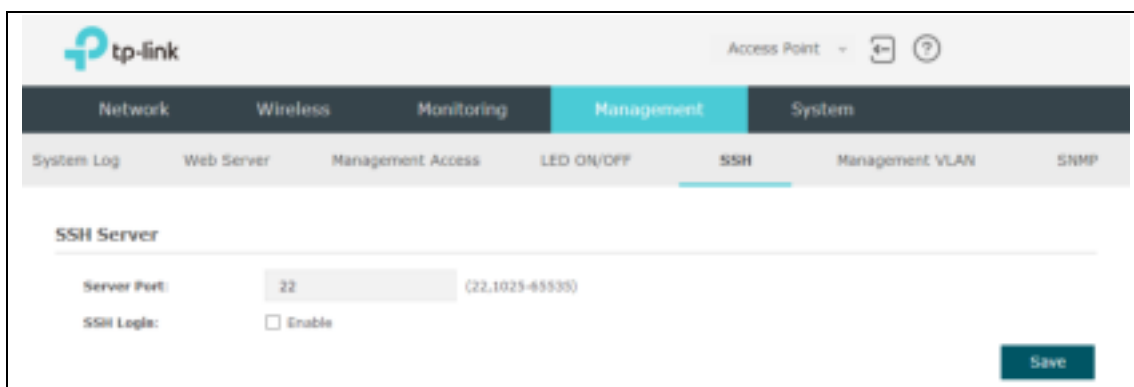 tp-link
Access Point
Network Wireless Monitoring Management System
System Log Web Server Management Access LED ON/OFF SSH Management VLAN SNMP
SSH Server
Server Port: 22 (22,1025-65535)
SSH Login: Enable
Save